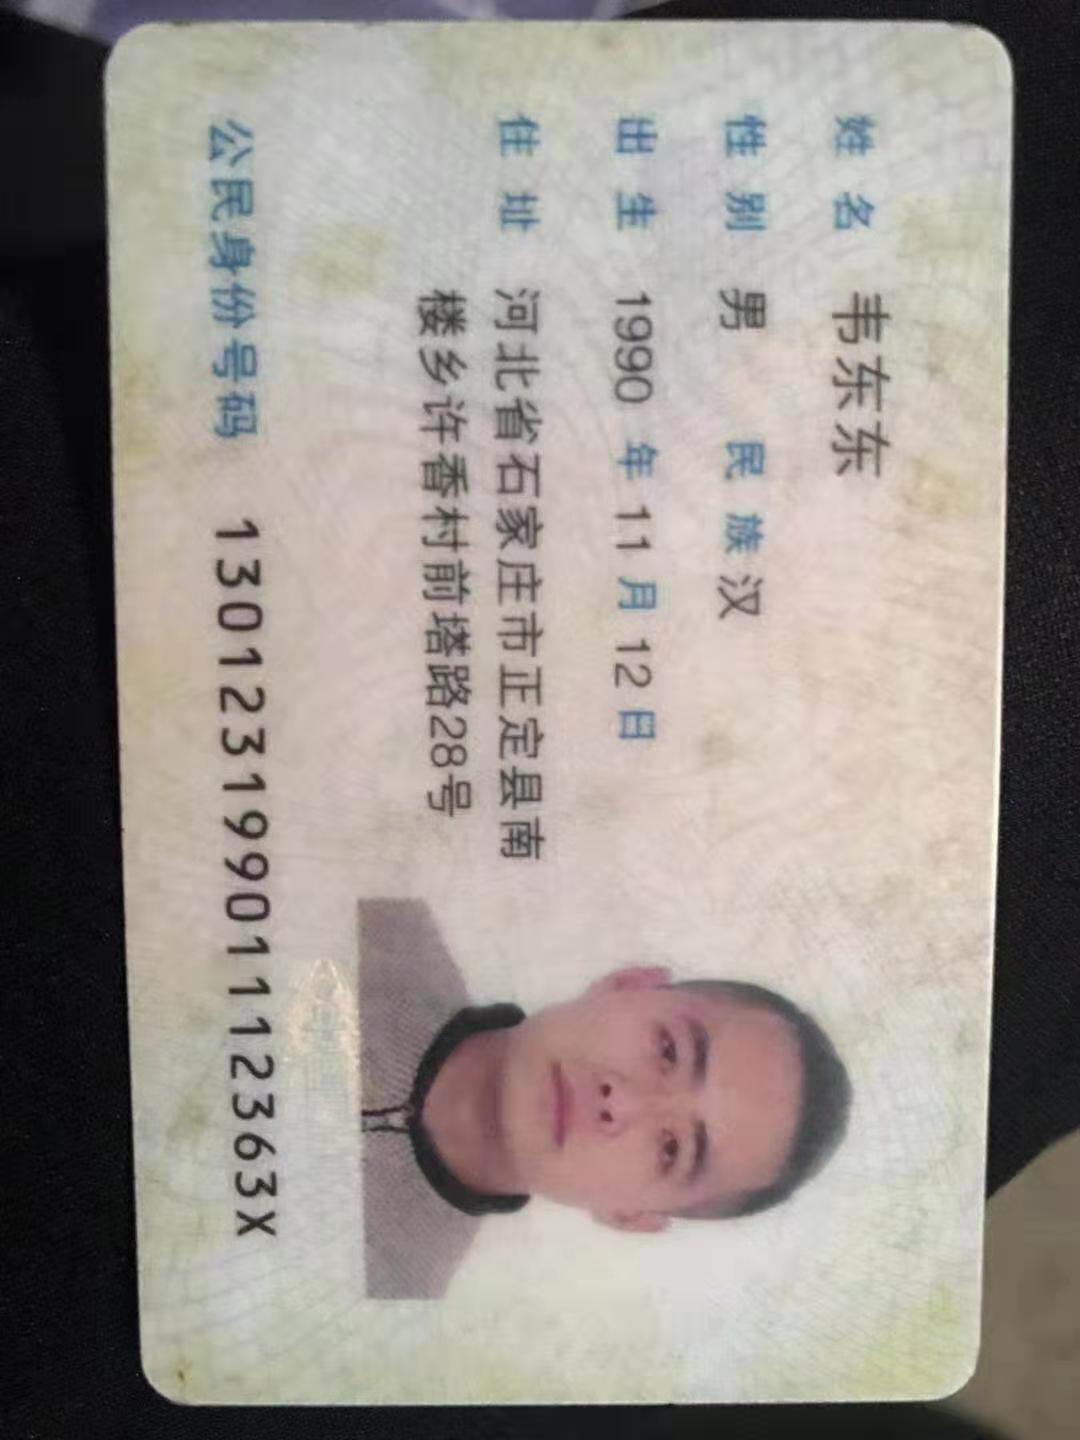 姓名 韦东东
性别 男 民族 汉
出生 1990 年 11 月 12 日
住址 河北省石家庄市正定县南
楼乡许香村前塔路28号
公民身份号码 13012319901112363X